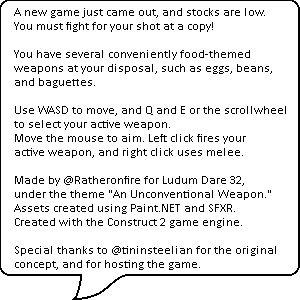 A new game just came out, and stocks are low.
You must fight for your shot at a copy!
You have several conveniently food-themed
weapons at your disposal, such as eggs, beans,
and baguettes.
Use WASD to move, and Q and E or the scrollwheel
to select your active weapon.
Move the mouse to aim. Left click fires your
active weapon, and right click uses melee.
Made by @Ratheronfire for Ludum Dare 32,
under the theme "An Unconventional Weapon."
Assets created using Paint.NET and SFXR.
Created with the Construct 2 game engine.
Special thanks to @tininsteelian for the original
concept, and for hosting the game.